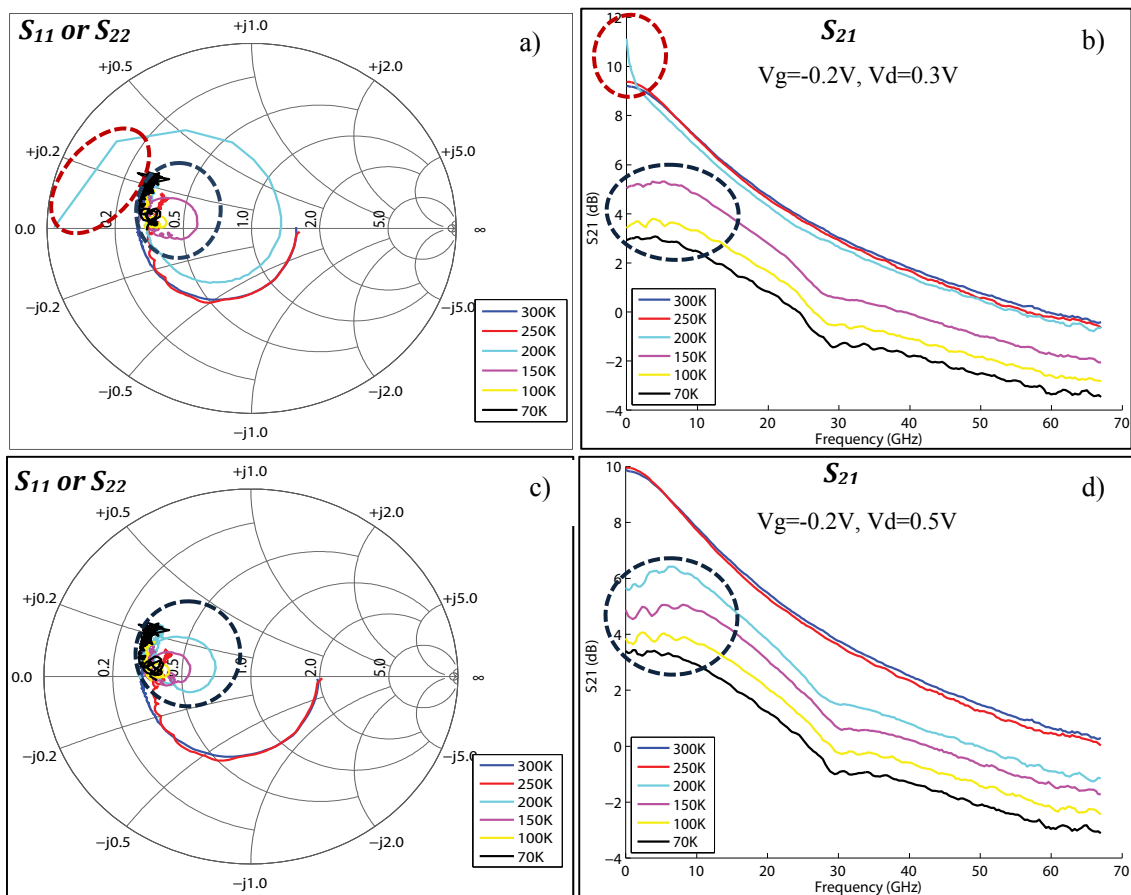 S11 or S22
a)
+j1.0
+j0.5
+j2.0
+j0.2
+j5.0
0.0
0.2
0.5
1.0
2.0
5.0
∞
−j0.2
−j5.0
−j0.5
−j2.0
−j1.0
300K
250K
200K
150K
100K
70K
S21
b)
Vg=-0.2V, Vd=0.3V
12
10
8
6
4
2
0
−2
−4
S21 (dB)
300K
250K
200K
150K
100K
70K
0
10
20
30
40
50
60
70
Frequency (GHz)
S11 or S22
c)
+j1.0
+j0.5
+j2.0
+j0.2
+j5.0
0.0
0.2
0.5
1.0
2.0
5.0
∞
−j0.2
−j5.0
−j0.5
−j2.0
−j1.0
300K
250K
200K
150K
100K
70K
S21
d)
Vg=-0.2V, Vd=0.5V
10
8
6
4
2
0
−2
−4
S21 (dB)
300K
250K
200K
150K
100K
70K
0
10
20
30
40
50
60
70
Frequency (GHz)